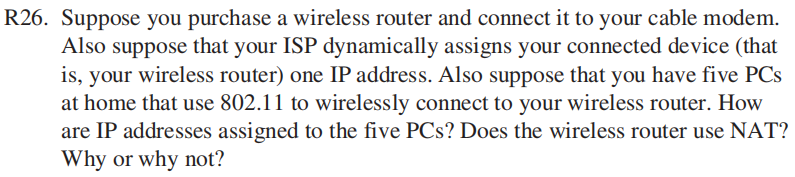 R26. Suppose you purchase a wireless router and connect it to your cable modem.
Also suppose that your ISP dynamically assigns your connected device (that
is, your wireless router) one IP address. Also suppose that you have five PCs
at home that use 802.11 to wirelessly connect to your wireless router. How
are IP addresses assigned to the five PCs? Does the wireless router use NAT?
Why or why not?